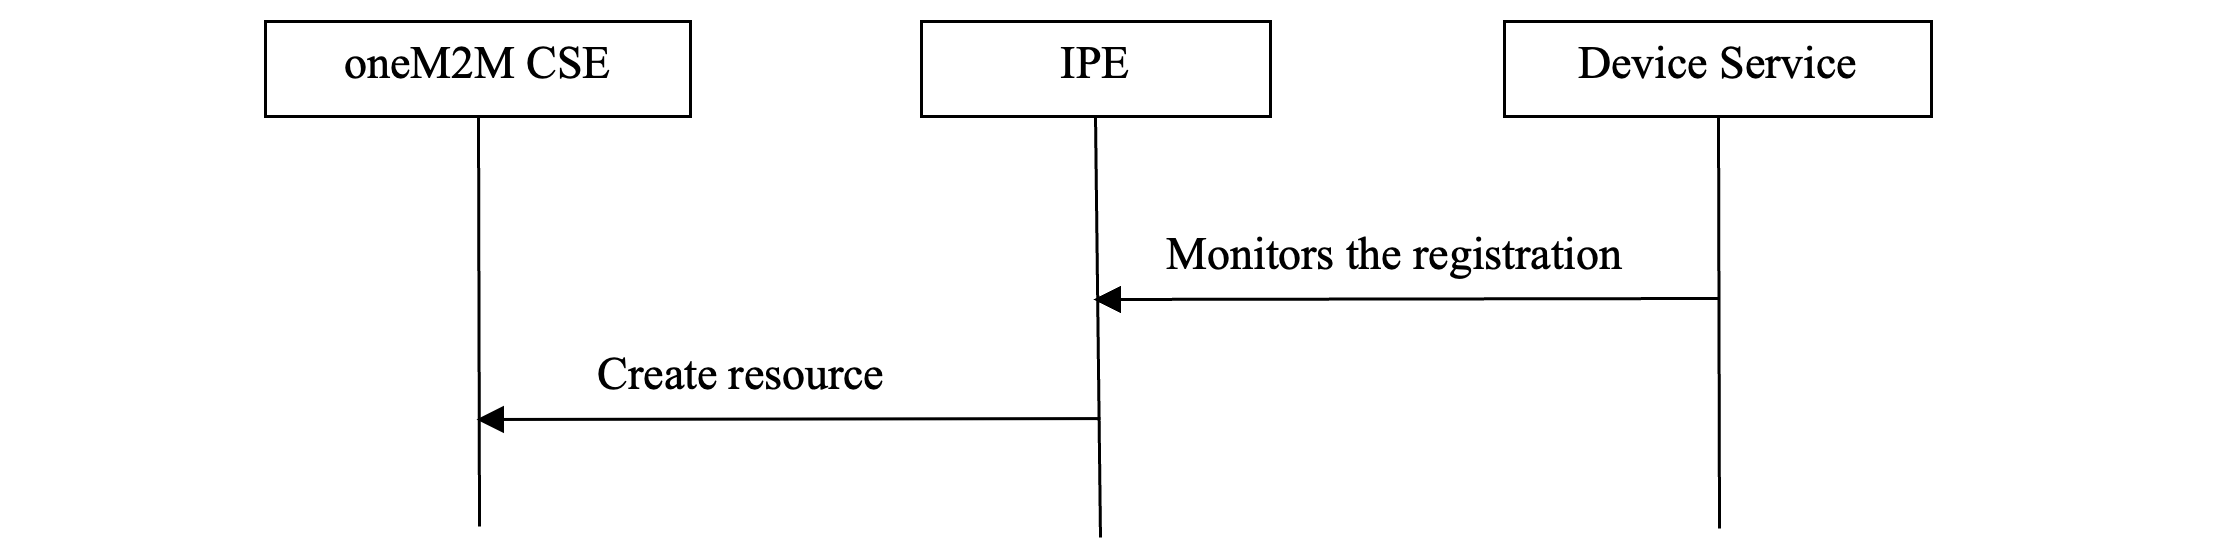 oneM2M CSE
IPE
Device Service
Monitors the registration
Create resource